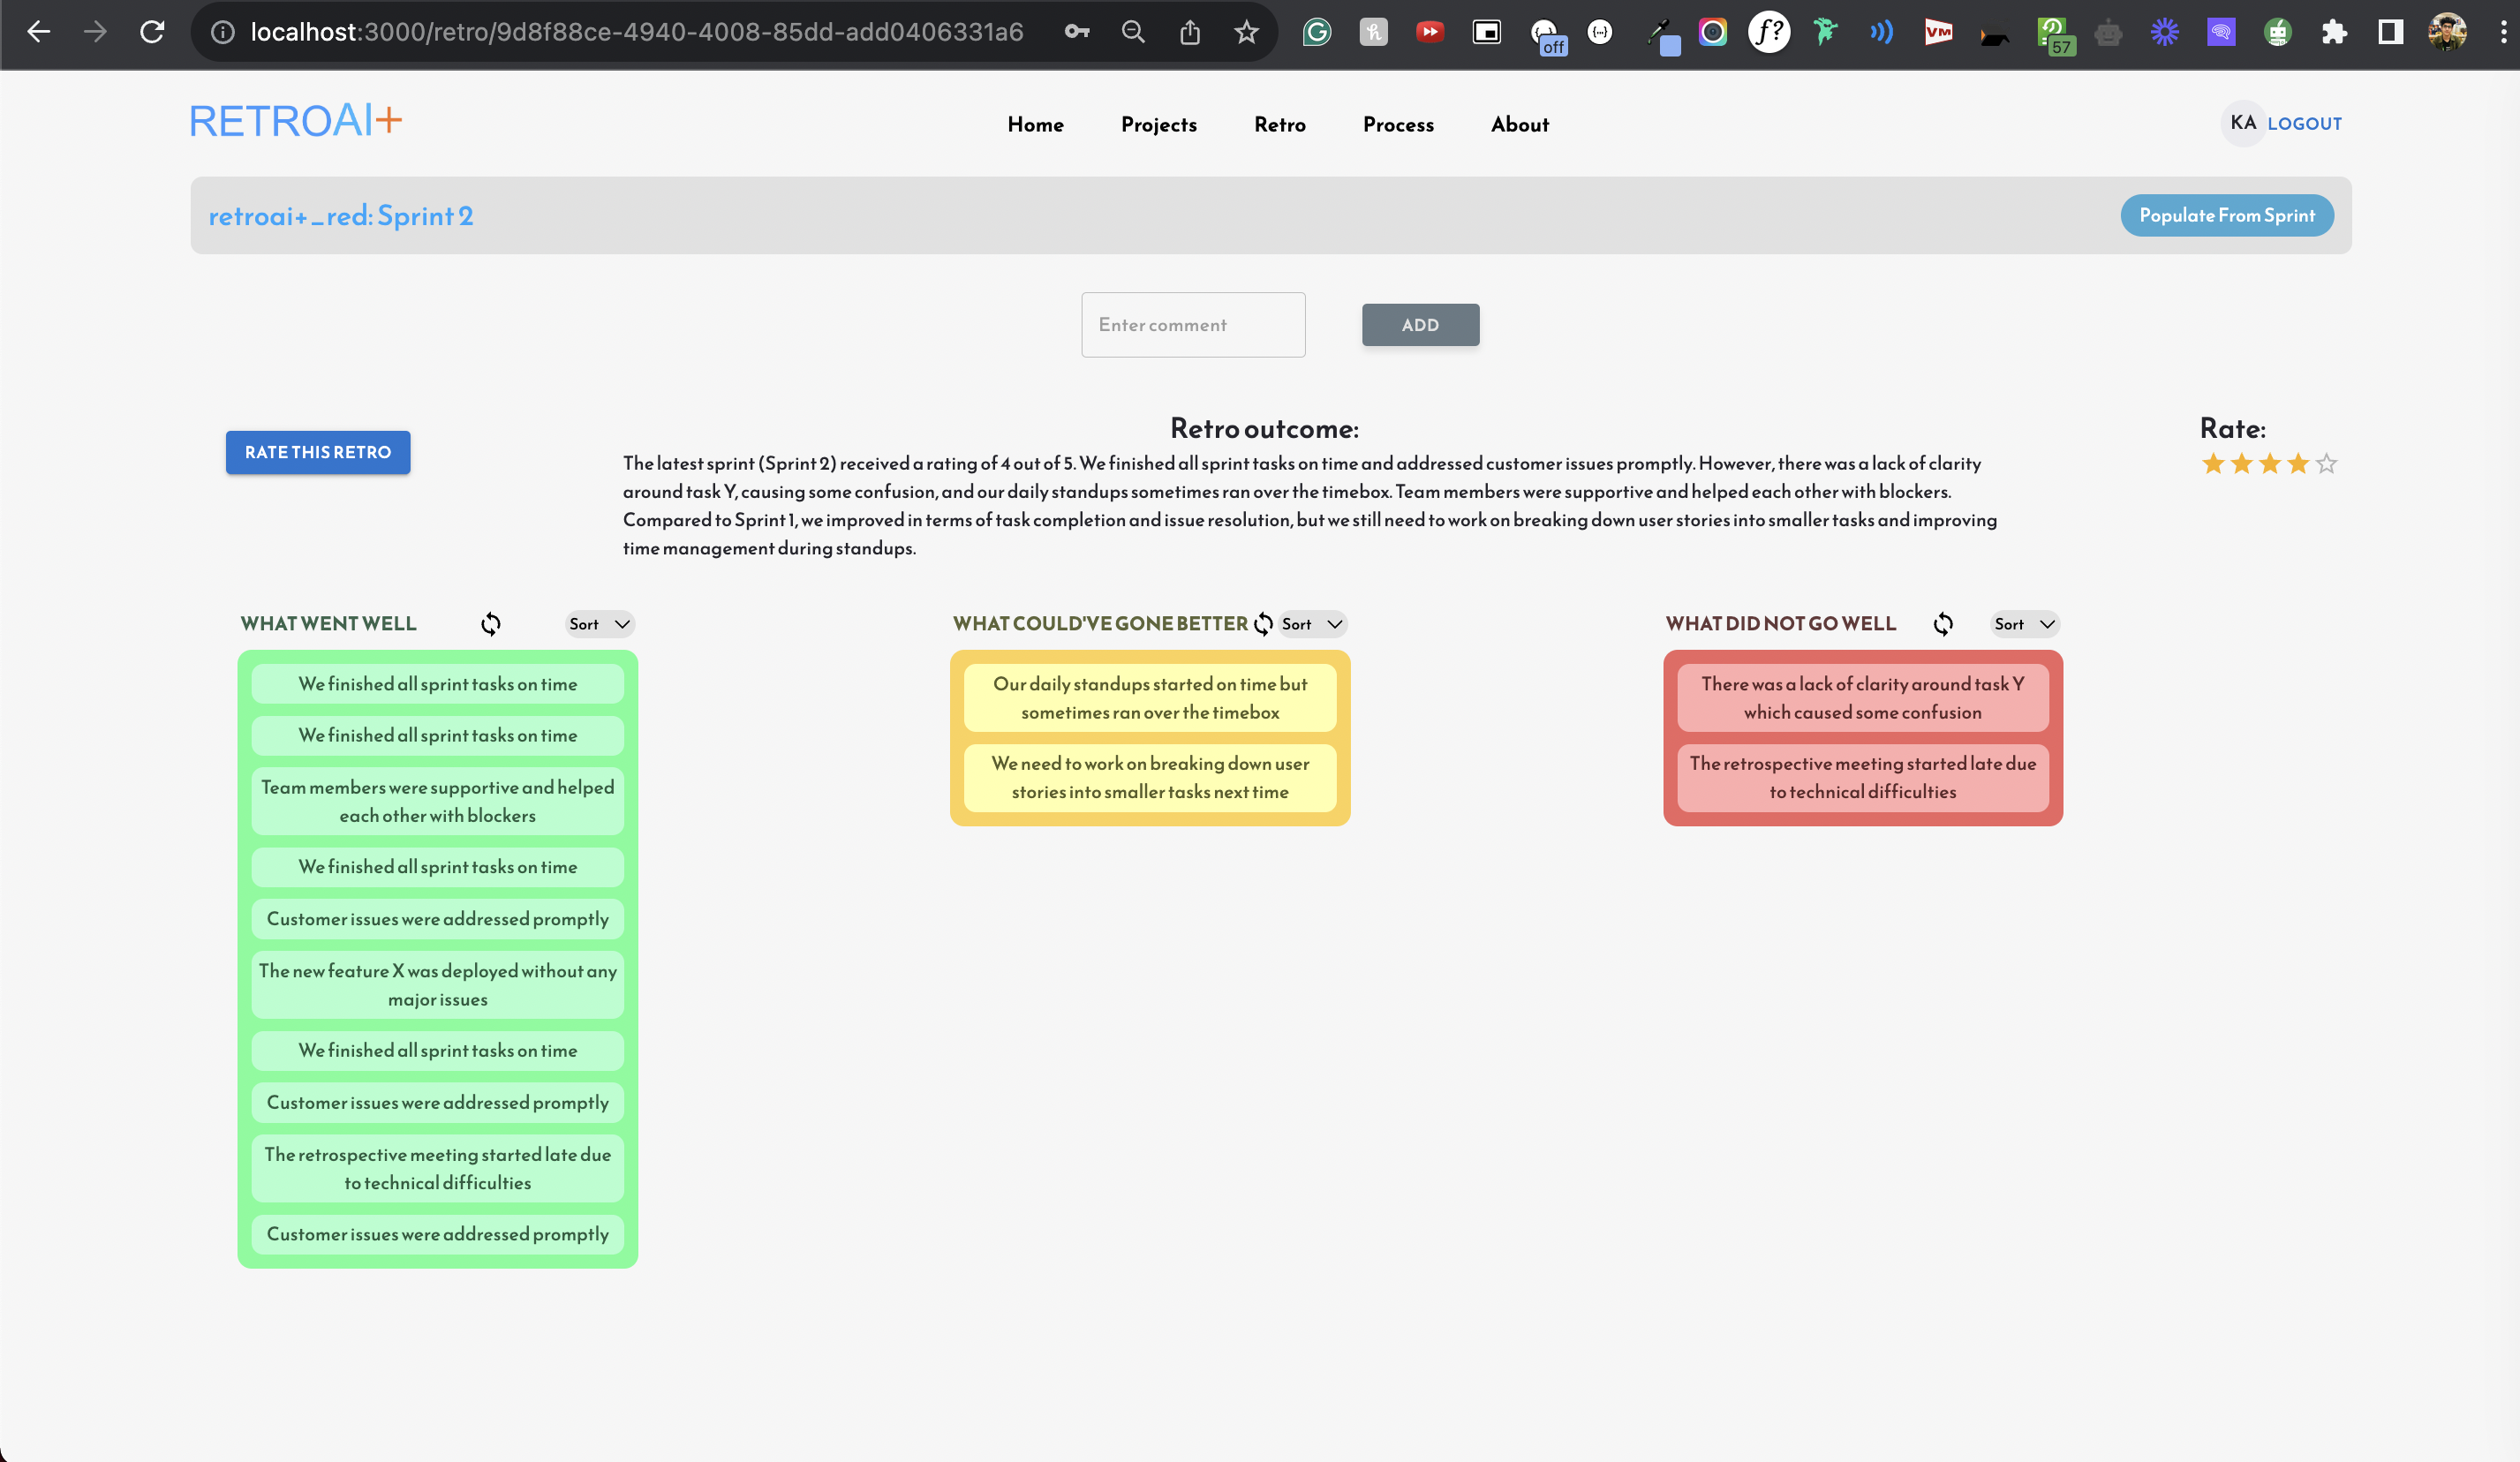 localhost:3000/retro/9d8f88ce-4940-4008-85dd-add0406331a6
off
f?
VM
57
RETROAI+
Home Projects Retro Process About
KA LOGOUT
retroai+_red: Sprint 2
Populate From Sprint
Enter comment
ADD
RATE THIS RETRO
Retro outcome:
The latest sprint (Sprint 2) received a rating of 4 out of 5. We finished all sprint tasks on time and addressed customer issues promptly. However, there was a lack of clarity
around task Y, causing some confusion, and our daily standups sometimes ran over the timebox. Team members were supportive and helped each other with blockers.
Compared to Sprint 1, we improved in terms of task completion and issue resolution, but we still need to work on breaking down user stories into smaller tasks and improving
time management during standups.
Rate:
WHAT WENT WELL
Sort
We finished all sprint tasks on time
We finished all sprint tasks on time
Team members were supportive and helped
each other with blockers
We finished all sprint tasks on time
Customer issues were addressed promptly
The new feature X was deployed without any
major issues
We finished all sprint tasks on time
Customer issues were addressed promptly
The retrospective meeting started late due
to technical difficulties
Customer issues were addressed promptly
WHAT COULD'VE GONE BETTER
Sort
Our daily standups started on time but
sometimes ran over the timebox
We need to work on breaking down user
stories into smaller tasks next time
WHAT DID NOT GO WELL
Sort
There was a lack of clarity around task Y
which caused some confusion
The retrospective meeting started late due
to technical difficulties